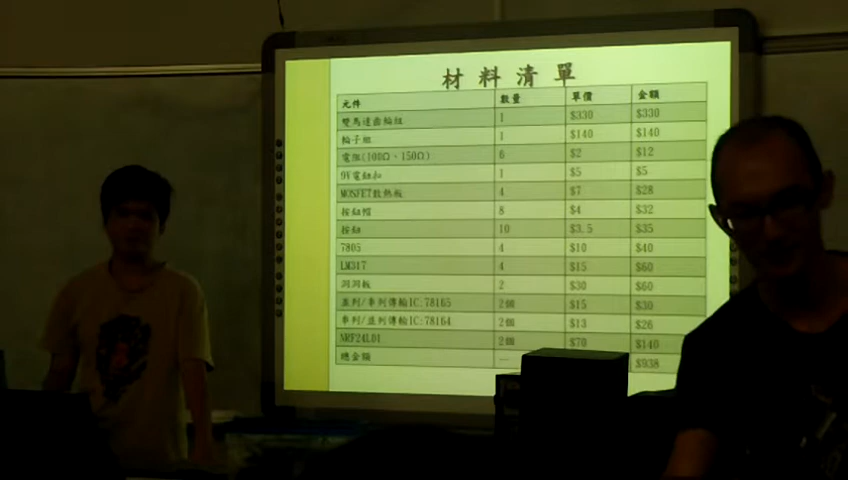 材料清單
元件 數量 單價 金額
雙馬達齒輪組 1 $330 $330
輪子組 1 $140 $140
電阻(100Ω、150Ω) 6 $2 $12
9V電鈕扣 1 $5 $5
MOSFET散熱板 4 $7 $28
按鈕帽 8 $4 $32
按鈕 10 $3.5 $35
7805 4 $10 $40
LM317 4 $15 $60
洞洞板 2 $30 $60
並列/串列傳輸IC:78165 2個 $15 $30
串列/並列傳輸IC:78164 2個 $13 $26
NRF24L01 2個 $70 $140
總金額 — $938